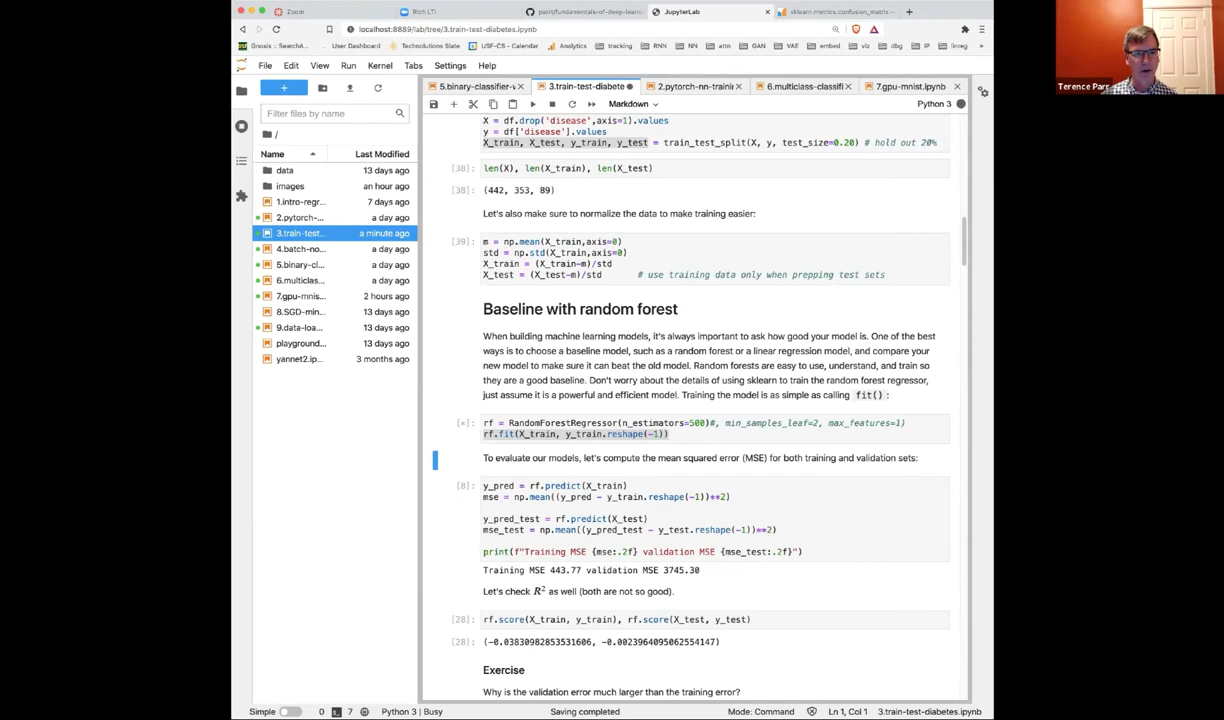 Zoom
Rich LTI
parrt/fundamentals-of-deep-learn
JupyterLab
sklearn.metrics.confusion_matrix —
localhost:8889/lab/tree/3.train-test-diabetes.ipynb
Gnosis :: SearchA...
User Dashboard
Technolutions Slate
USF-CS - Calendar
Analytics
tracking
RNN
NN
attn
GAN
VAE
embed
viz
dbg
IP
linreg
File Edit View Run Kernel Tabs Settings Help
5.binary-classifier-w
3.train-test-diabete
2.pytorch-nn-traini
6.multiclass-classifi
7.gpu-mnist.ipynb
Markdown
Python 3
Filter files by name
/
Name Last Modified
data 13 days ago
images an hour ago
1.intro-regr... 7 days ago
2.pytorch-... a day ago
3.train-test... a minute ago
4.batch-no... a day ago
5.binary-cl... a day ago
6.multiclas... a day ago
7.gpu-mnis... 2 hours ago
8.SGD-min... 13 days ago
9.data-loa... 13 days ago
playground... 13 days ago
yannet2.ip... 3 months ago
X = df.drop('disease',axis=1).values
y = df['disease'].values
X_train, X_test, y_train, y_test = train_test_split(X, y, test_size=0.20) # hold out 20%
[38]: len(X), len(X_train), len(X_test)
[38]: (442, 353, 89)
Let's also make sure to normalize the data to make training easier:
[39]: m = np.mean(X_train,axis=0)
std = np.std(X_train,axis=0)
X_train = (X_train-m)/std
X_test = (X_test-m)/std # use training data only when prepping test sets
Baseline with random forest
When building machine learning models, it's always important to ask how good your model is. One of the best
ways is to choose a baseline model, such as a random forest or a linear regression model, and compare your
new model to make sure it can beat the old model. Random forests are easy to use, understand, and train so
they are a good baseline. Don't worry about the details of using sklearn to train the random forest regressor,
just assume it is a powerful and efficient model. Training the model is as simple as calling fit() :
[*]: rf = RandomForestRegressor(n_estimators=500)#, min_samples_leaf=2, max_features=1)
rf.fit(X_train, y_train.reshape(-1))
To evaluate our models, let's compute the mean squared error (MSE) for both training and validation sets:
[8]: y_pred = rf.predict(X_train)
mse = np.mean((y_pred - y_train.reshape(-1))**2)
y_pred_test = rf.predict(X_test)
mse_test = np.mean((y_pred_test - y_test.reshape(-1))**2)
print(f"Training MSE {mse:.2f} validation MSE {mse_test:.2f}")
Training MSE 443.77 validation MSE 3745.30
Let's check R² as well (both are not so good).
[28]: rf.score(X_train, y_train), rf.score(X_test, y_test)
[28]: (-0.03830982853531606, -0.0023964095062554147)
Exercise
Why is the validation error much larger than the training error?
Simple 0 7 Python 3 | Busy Saving completed Mode: Command Ln 1, Col 1 3.train-test-diabetes.ipynb
Terence Parr